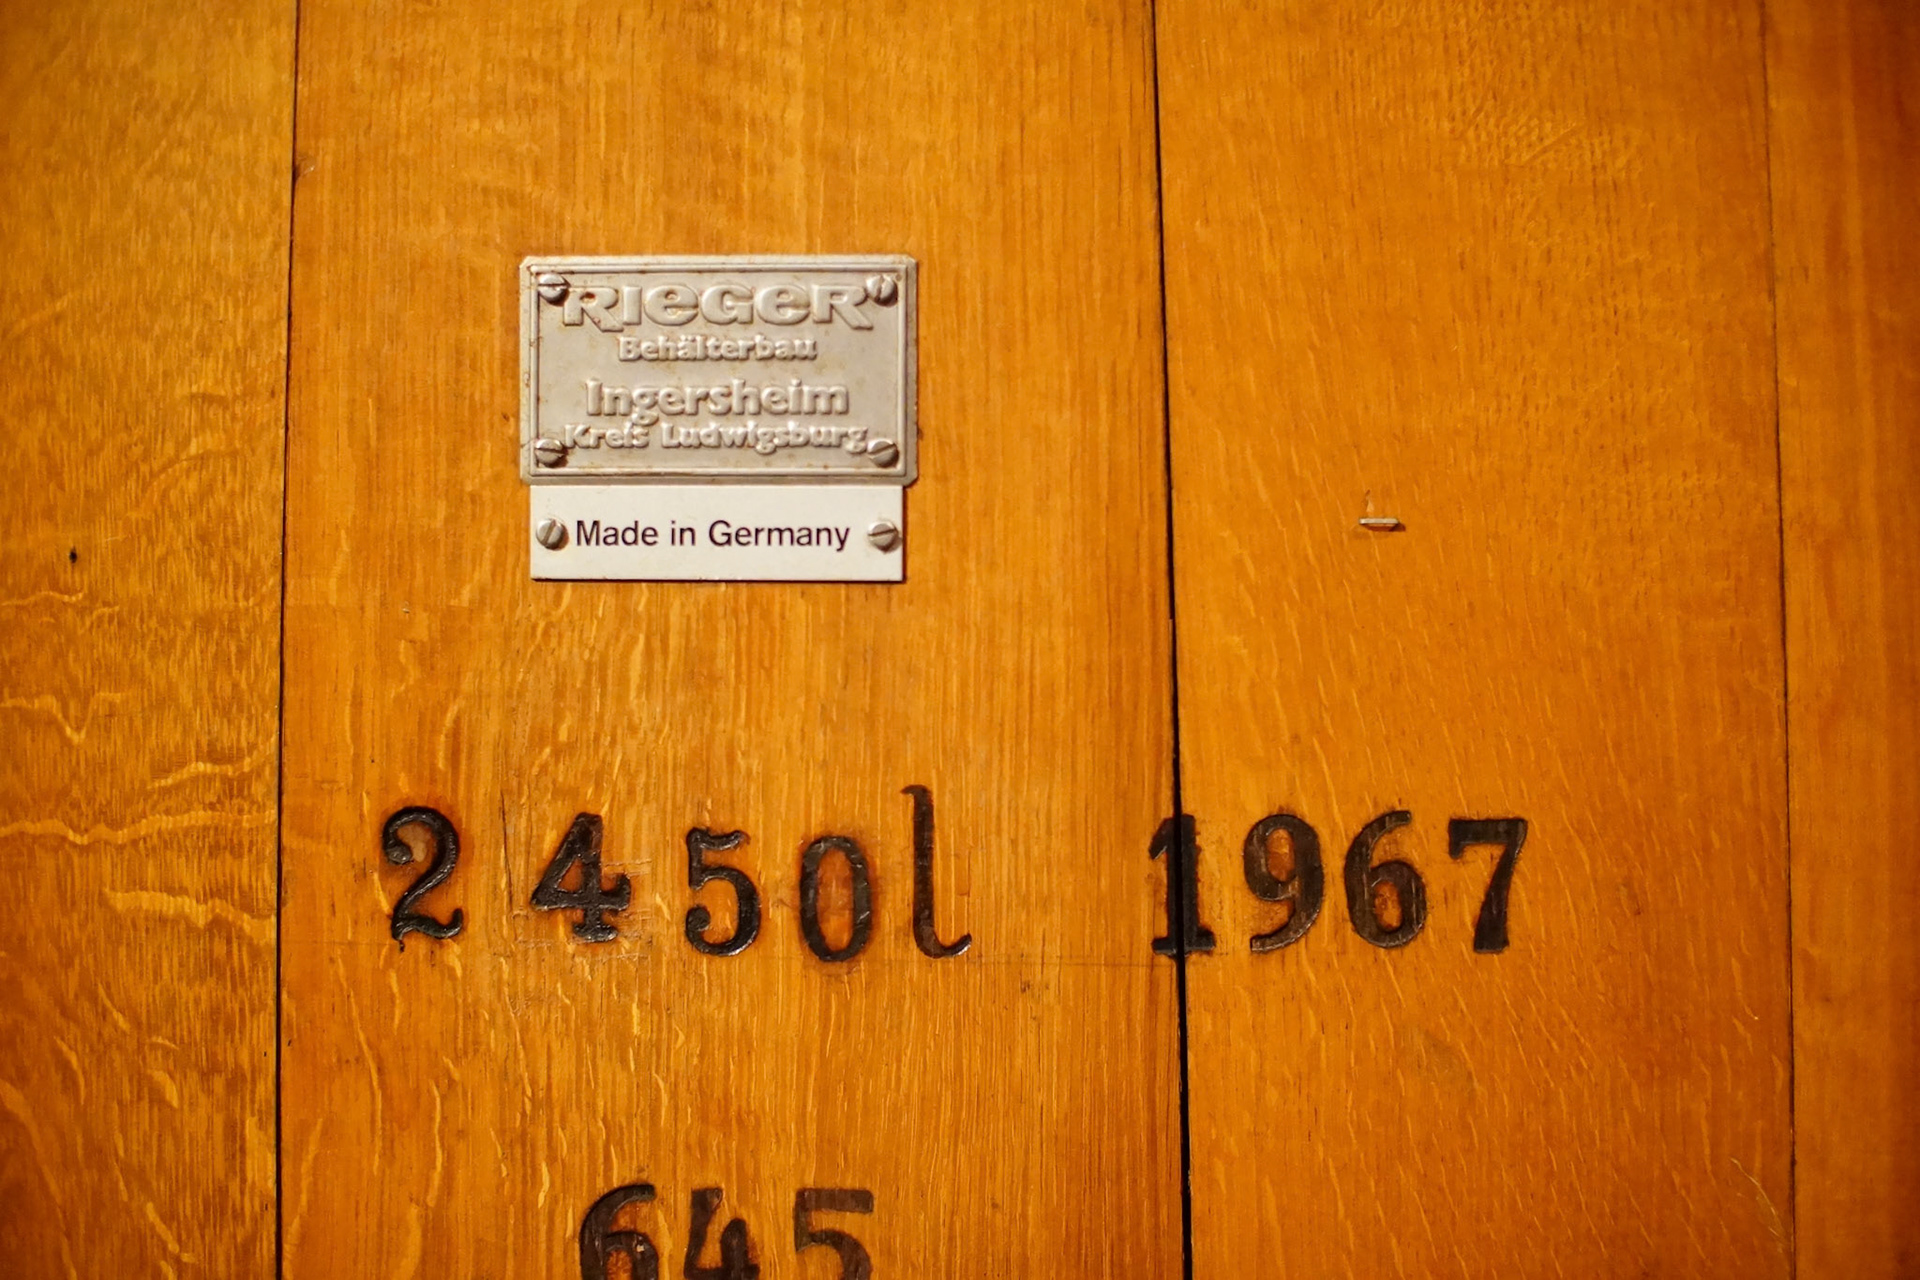 RIEGER
Behälterbau
Ingersheim
Kreis Ludwigsburg
Made in Germany
2450l 1967
645